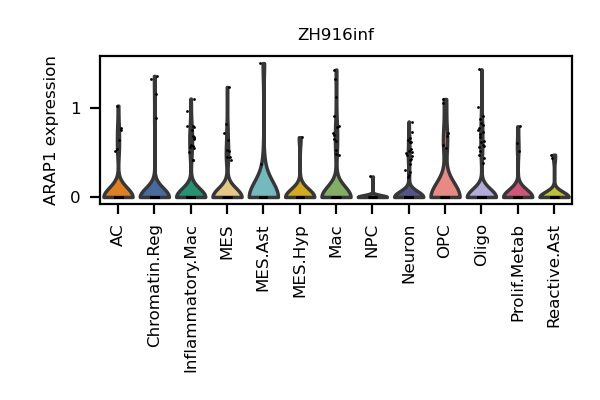 ZH916inf
ARAP1 expression
1
0
AC
Chromatin.Reg
Inflammatory.Mac
MES
MES.Ast
MES.Hyp
Mac
NPC
Neuron
OPC
Oligo
Prolif.Metab
Reactive.Ast